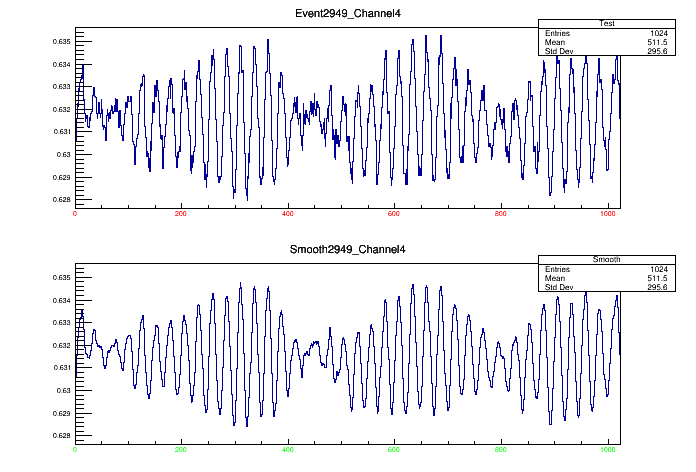 Event2949_Channel4
Test
Entries 1024
Mean 511.5
Std Dev 295.6
0.635
0.634
0.633
0.632
0.631
0.63
0.629
0.628
0 200 400 600 800 1000
Smooth2949_Channel4
Smooth
Entries 1024
Mean 511.5
Std Dev 295.6
0.635
0.634
0.633
0.632
0.631
0.63
0.629
0.628
0 200 400 600 800 1000